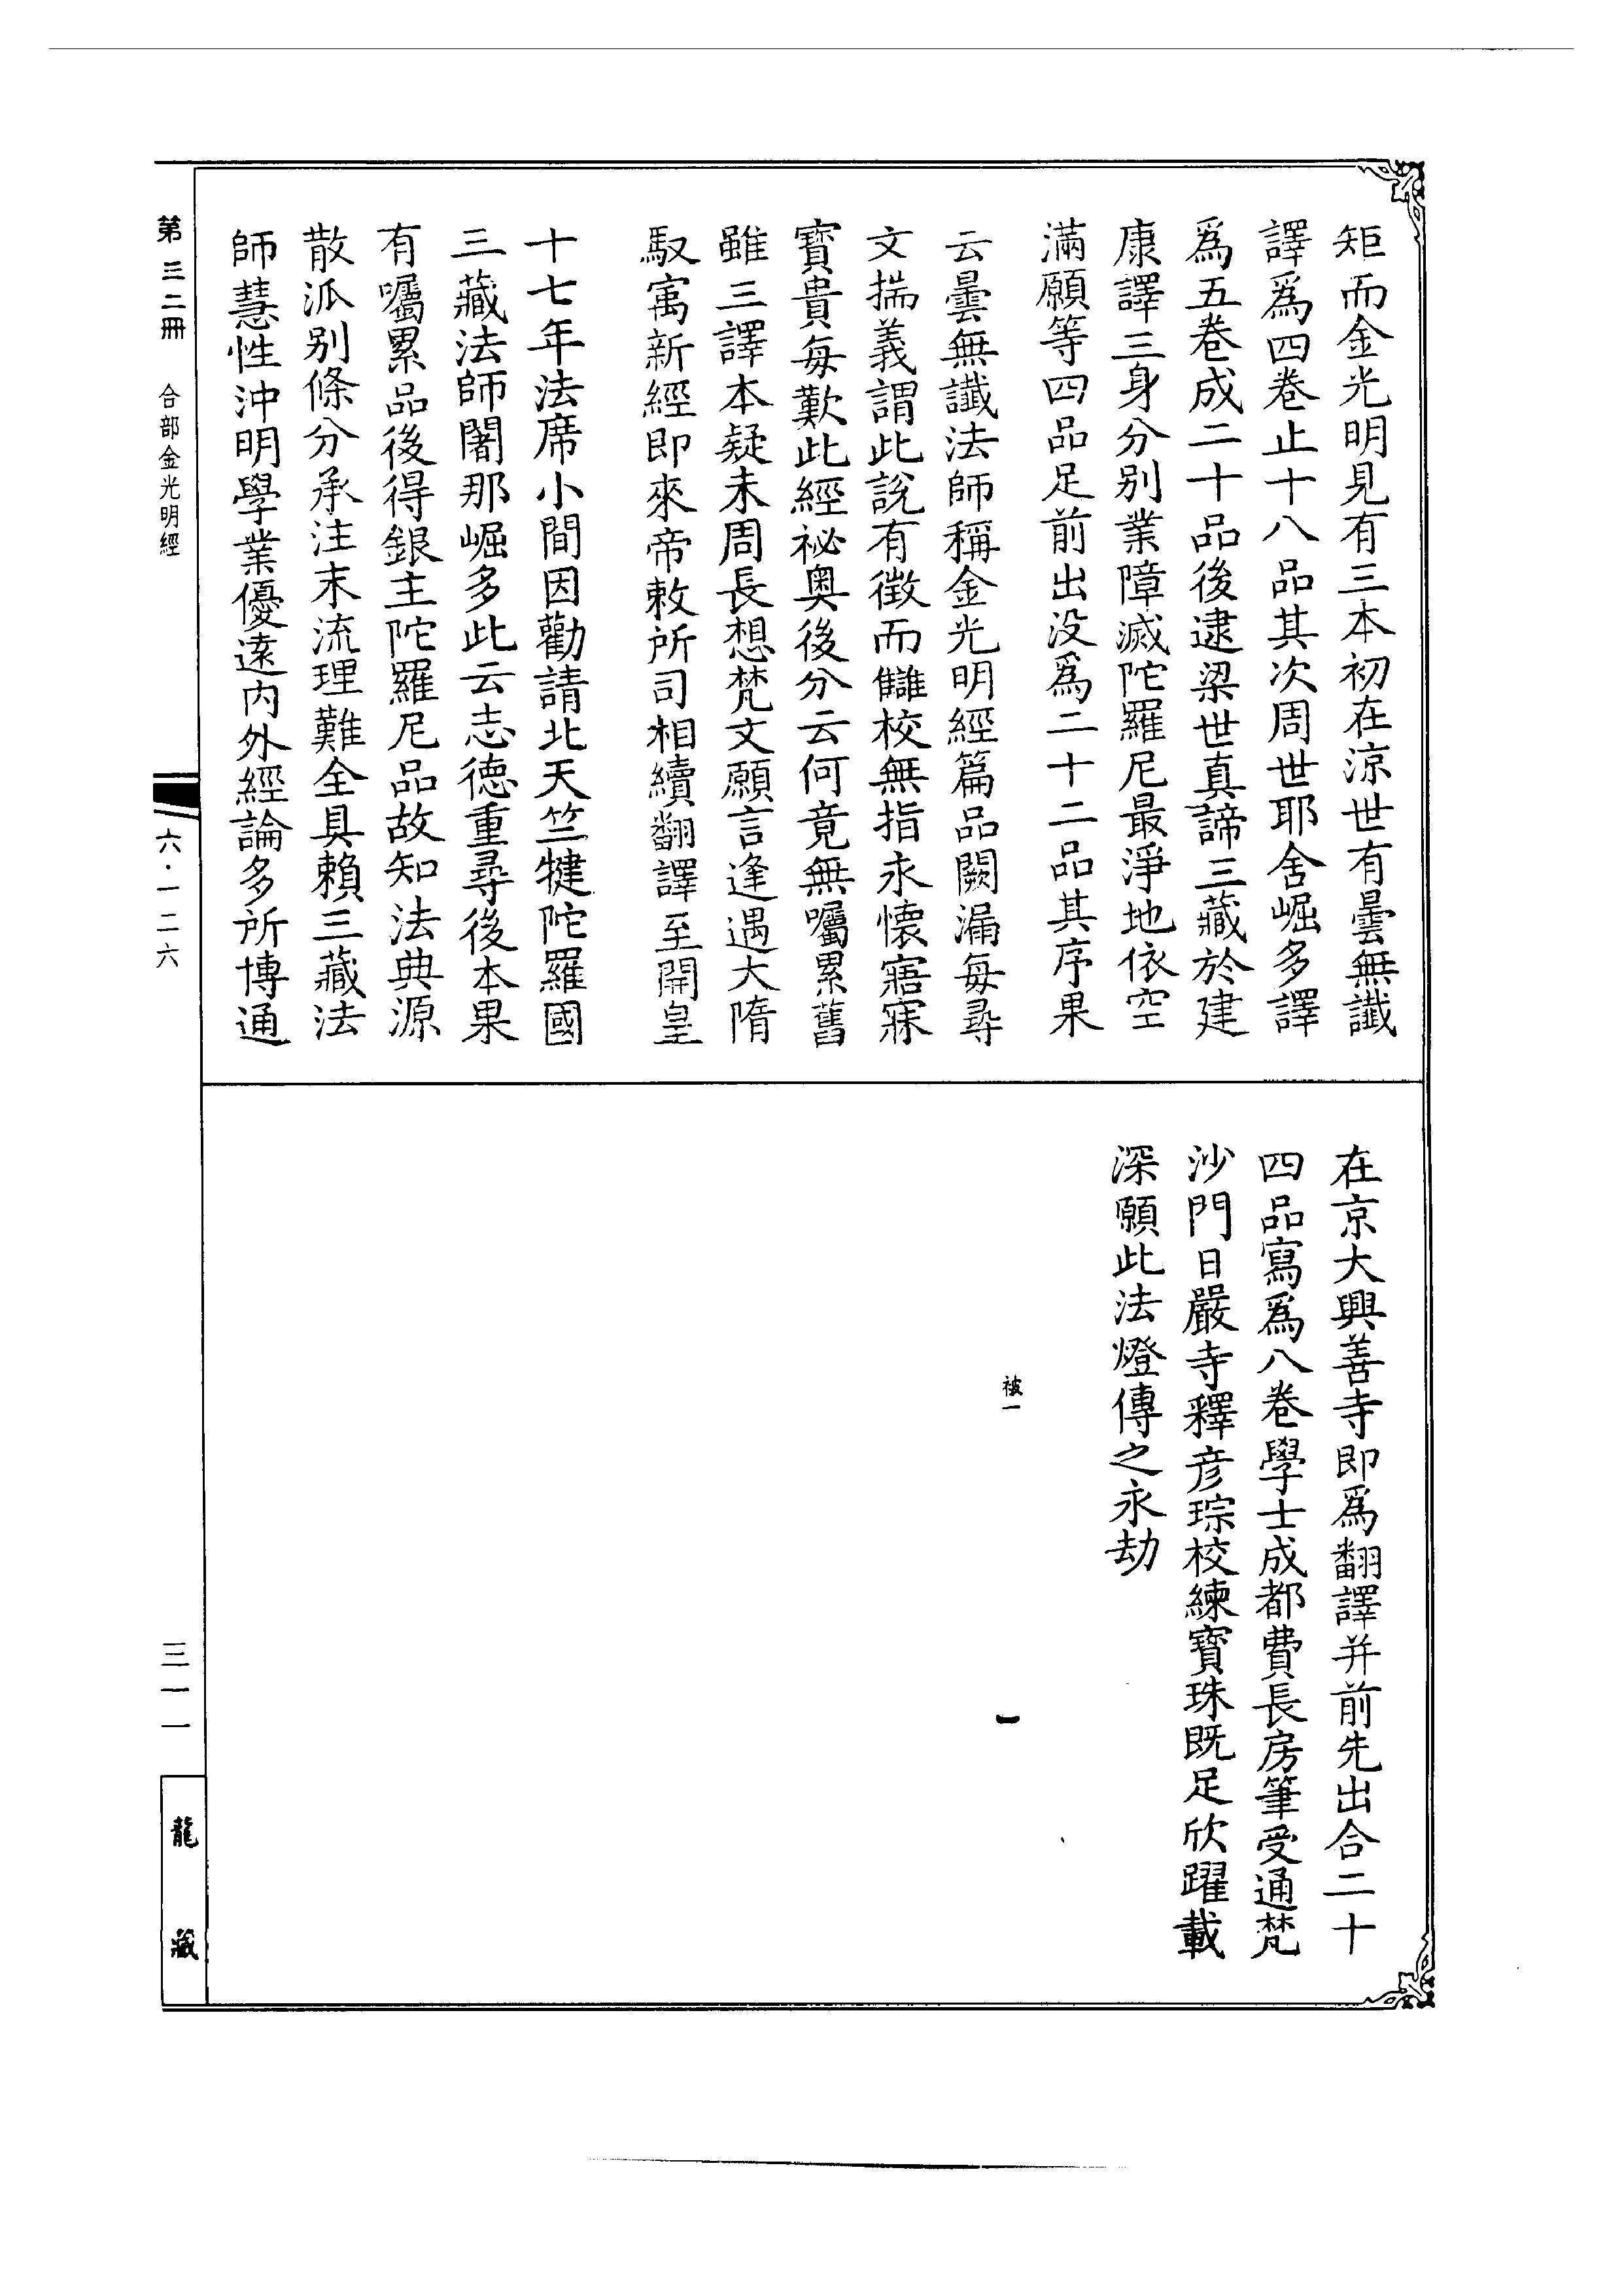 矩而金光明見有三本初在涼世有曇無讖
譯爲四卷止十八品其次周世耶舍崛多譯
爲五卷成二十品後逮梁世真諦三藏於建
康譯三身分別業障滅陀羅尼最淨地依空
滿願等四品足前出没爲二十二品其序果
云曇無讖法師稱金光明經篇品闕漏每尋
文揣義謂此說有徵而讎校無指永懷寤寐
寶貴每歎此經祕奥後分云何竟無囑累舊
雖三譯本疑未周長想梵文願言逢遇大隋
馭寓新經即來帝敕所司相續翻譯至開皇
十七年法席小間因勸請北天竺揵陀羅國
三藏法師闍那崛多此云志德重尋後本果
有囑累品後得銀主陀羅尼品故知法典源
散派别條分承注末流理難全具賴三藏法
師慧性沖明學業優遠内外經論多所博通
在京大興善寺即爲翻譯并前先出合二十
四品寫爲八卷學士成都費長房筆受通梵
沙門日嚴寺釋彦琮校練寶珠既足欣躍載
深願此法燈傳之永劫
被一
一
第三二冊 合部金光明經
六·一二六
三一一
龍藏